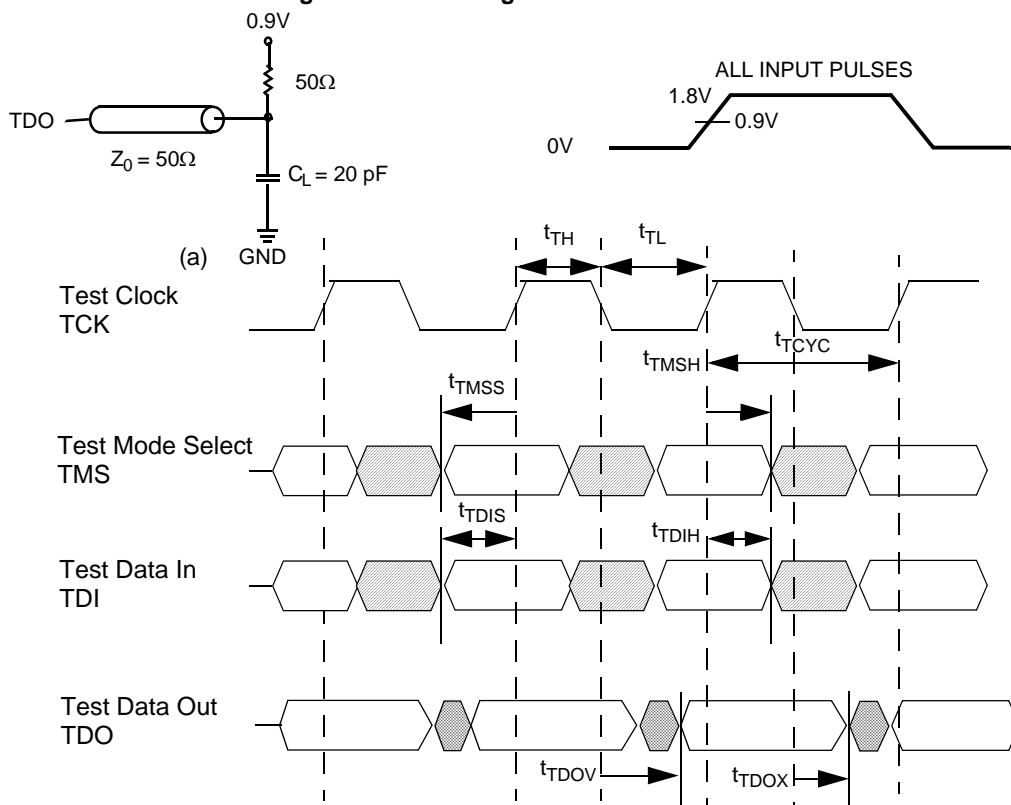 0.9V
50Ω
TDO
Z0 = 50Ω
CL = 20 pF
GND
(a)
ALL INPUT PULSES
1.8V
0.9V
0V
tTH
tTL
Test Clock
TCK
tTCYC
tTMSH
tTMSS
Test Mode Select
TMS
tTDIS
tTDIH
Test Data In
TDI
Test Data Out
TDO
tTDOV
tTDOX